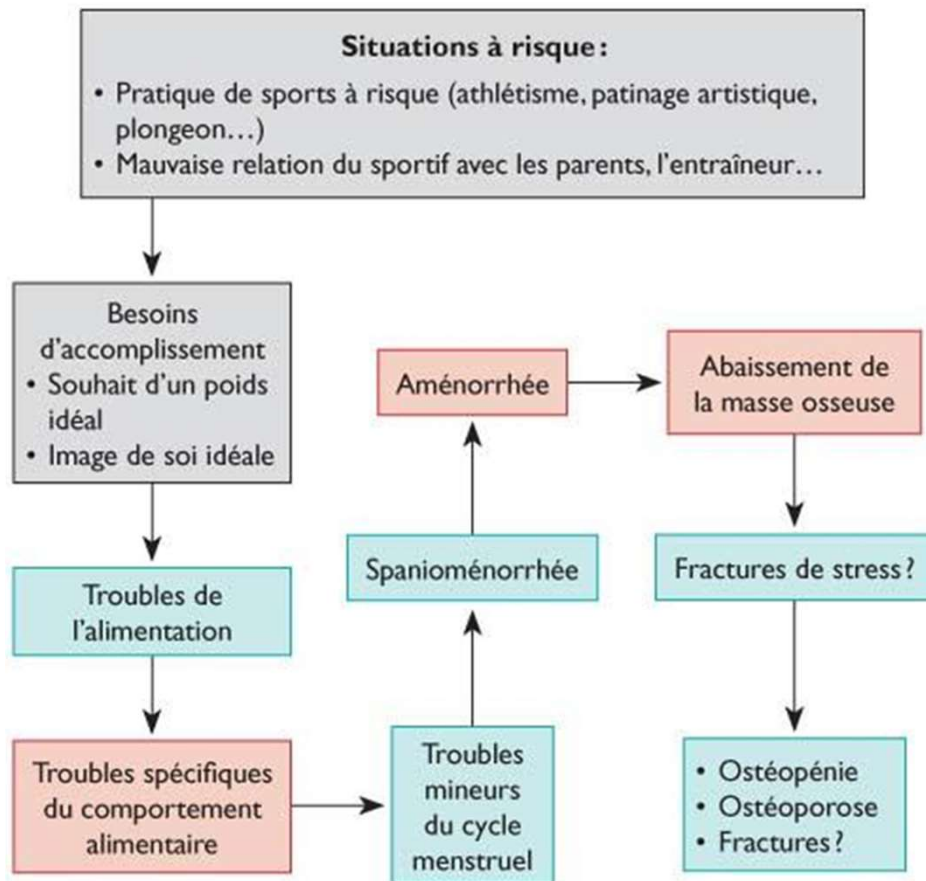 Situations à risque :
• Pratique de sports à risque (athlétisme, patinage artistique,
plongeon…)
• Mauvaise relation du sportif avec les parents, l'entraîneur…
Besoins
d'accomplissement
• Souhait d'un poids
idéal
• Image de soi idéale
Troubles de
l'alimentation
Troubles spécifiques
du comportement
alimentaire
Troubles
mineurs
du cycle
menstruel
Spanioménorrhée
Aménorrhée
Abaissement de
la masse osseuse
Fractures de stress ?
• Ostéopénie
• Ostéoporose
• Fractures ?